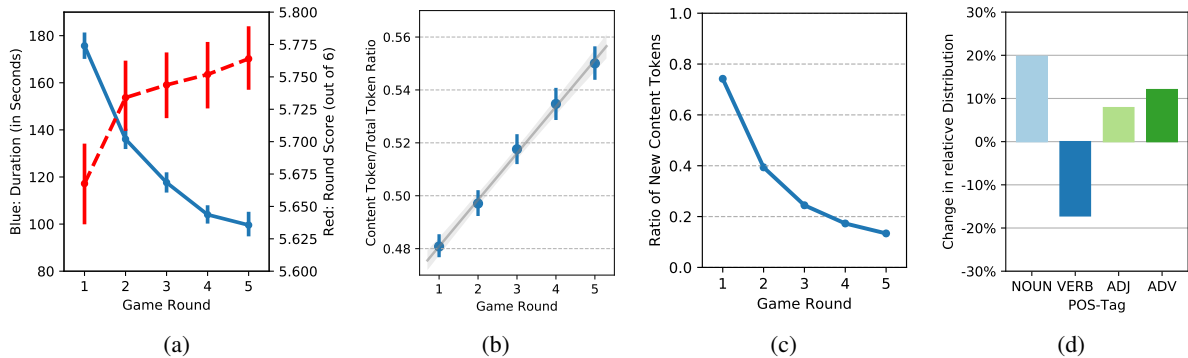 Blue: Duration (in Seconds)
180
160
140
120
100
80
5.800
5.775
5.750
5.725
5.700
5.675
5.650
5.625
5.600
Red: Round Score (out of 6)
1 2 3 4 5
Game Round
(a)
Content Token/Total Token Ratio
0.56
0.54
0.52
0.50
0.48
1 2 3 4 5
Game Round
(b)
Ratio of New Content Tokens
1.0
0.8
0.6
0.4
0.2
0.0
1 2 3 4 5
Game Round
(c)
Change in relaticve Distribution
30%
20%
10%
0%
-10%
-20%
-30%
NOUN VERB ADJ ADV
POS-Tag
(d)